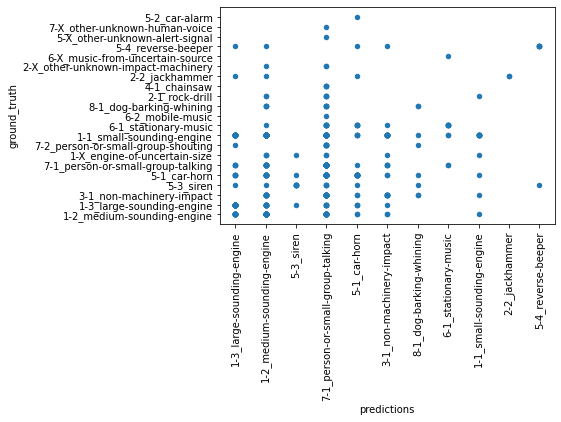 ground_truth
5-2_car-alarm
7-X_other-unknown-human-voice
5-X_other-unknown-alert-signal
5-4_reverse-beeper
6-X_music-from-uncertain-source
2-X_other-unknown-impact-machinery
2-2_jackhammer
4-1_chainsaw
2-1_rock-drill
8-1_dog-barking-whining
6-2_mobile-music
6-1_stationary-music
1-1_small-sounding-engine
7-2_person-or-small-group-shouting
1-X_engine-of-uncertain-size
7-1_person-or-small-group-talking
5-1_car-horn
5-3_siren
3-1_non-machinery-impact
1-3_large-sounding-engine
1-2_medium-sounding-engine
1-3_large-sounding-engine
1-2_medium-sounding-engine
5-3_siren
7-1_person-or-small-group-talking
5-1_car-horn
3-1_non-machinery-impact
8-1_dog-barking-whining
6-1_stationary-music
1-1_small-sounding-engine
2-2_jackhammer
5-4_reverse-beeper
predictions